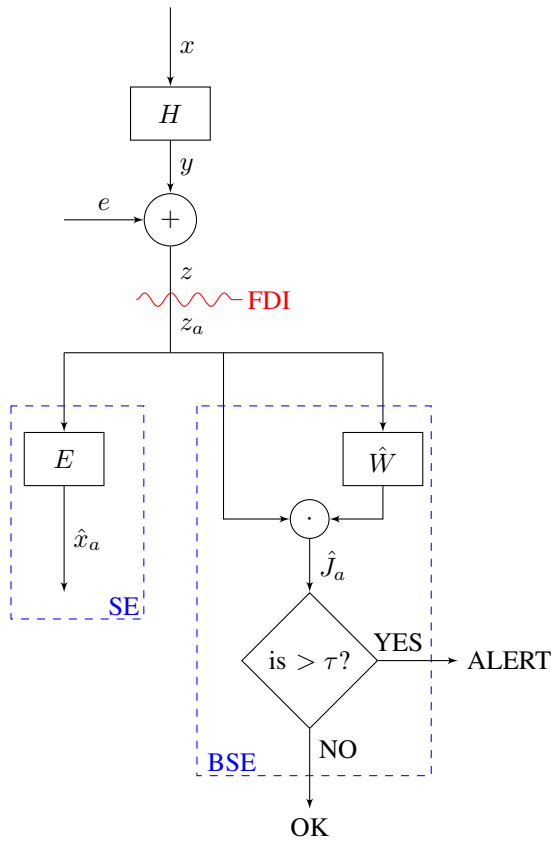 x
H
y
e
+
z
FDI
z_a
E
Ŵ
x̂_a
·
Ĵ_a
SE
is > τ?
YES
ALERT
NO
BSE
OK